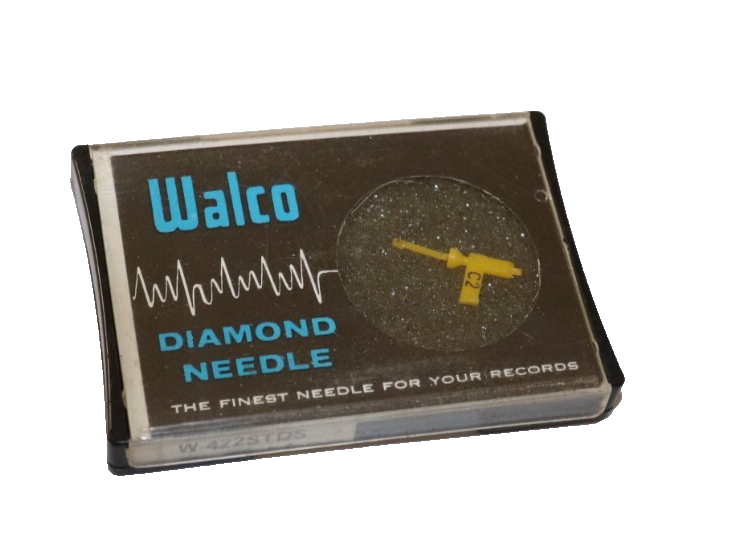 Walco
DIAMOND
NEEDLE
THE FINEST NEEDLE FOR YOUR RECORDS
C2
W-422STDS